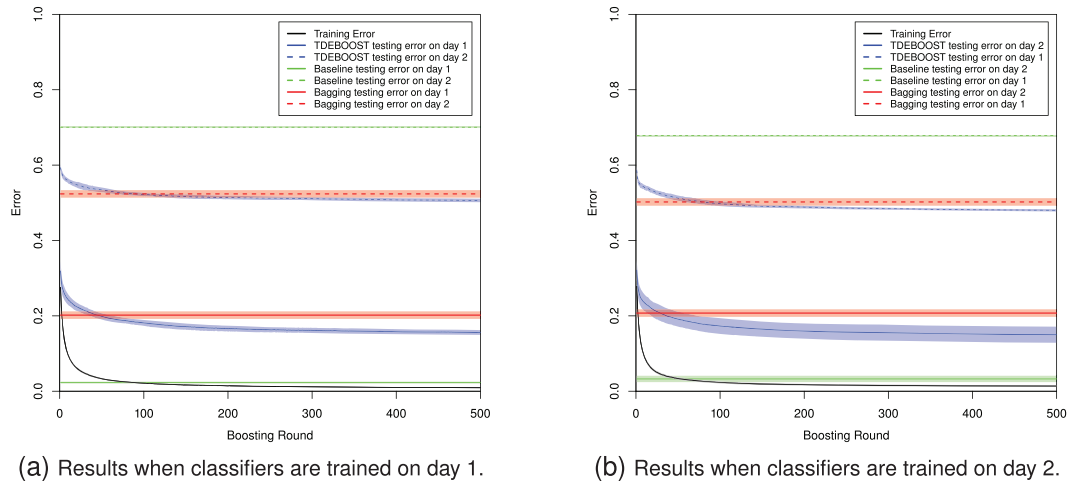 Training Error
TDEBOOST testing error on day 1
TDEBOOST testing error on day 2
Baseline testing error on day 1
Baseline testing error on day 2
Bagging testing error on day 1
Bagging testing error on day 2
1.0
0.8
0.6
0.4
0.2
0.0
Error
0 100 200 300 400 500
Boosting Round
(a) Results when classifiers are trained on day 1.
Training Error
TDEBOOST testing error on day 2
TDEBOOST testing error on day 1
Baseline testing error on day 2
Baseline testing error on day 1
Bagging testing error on day 2
Bagging testing error on day 1
1.0
0.8
0.6
0.4
0.2
0.0
Error
0 100 200 300 400 500
Boosting Round
(b) Results when classifiers are trained on day 2.